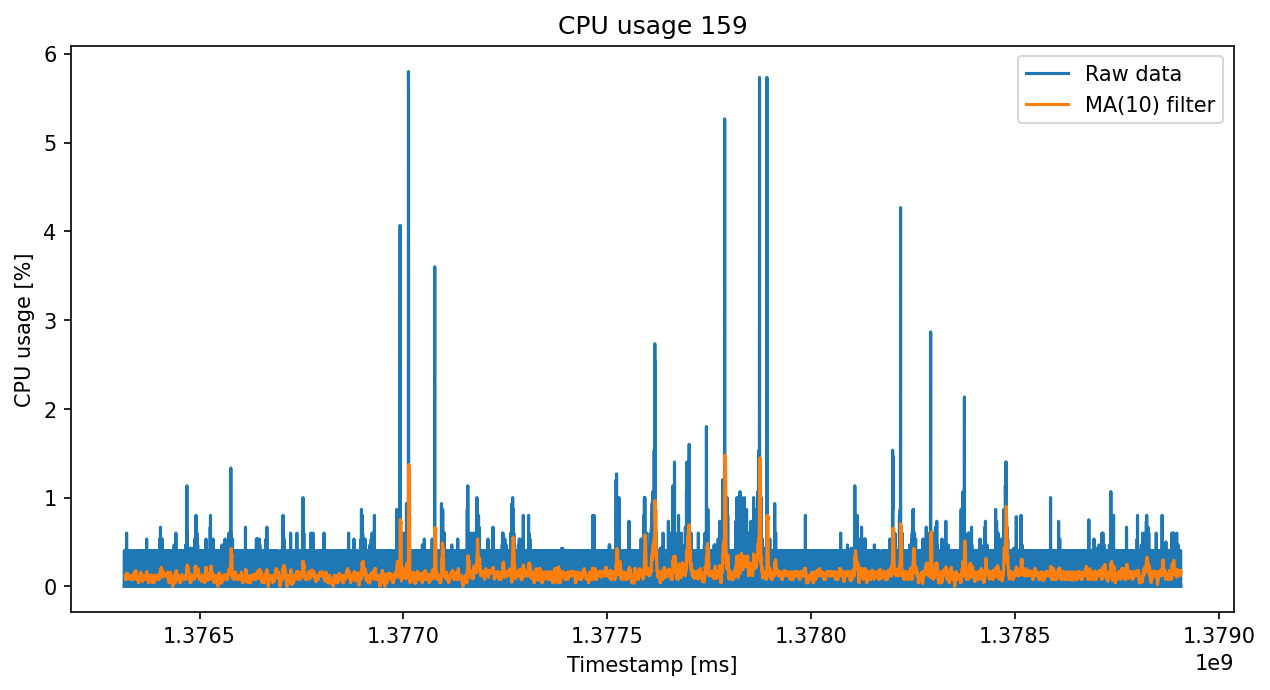 CPU usage 159
Raw data
MA(10) filter
CPU usage [%]
6
5
4
3
2
1
0
1.3765 1.3770 1.3775 1.3780 1.3785 1.3790
1e9
Timestamp [ms]